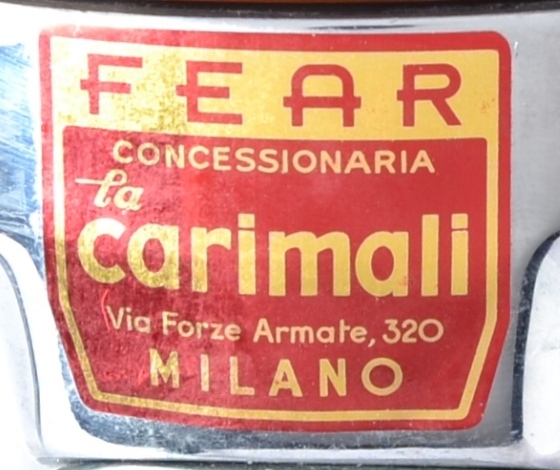 FEAR
CONCESSIONARIA
la
carimali
Via Forze Armate, 320
MILANO